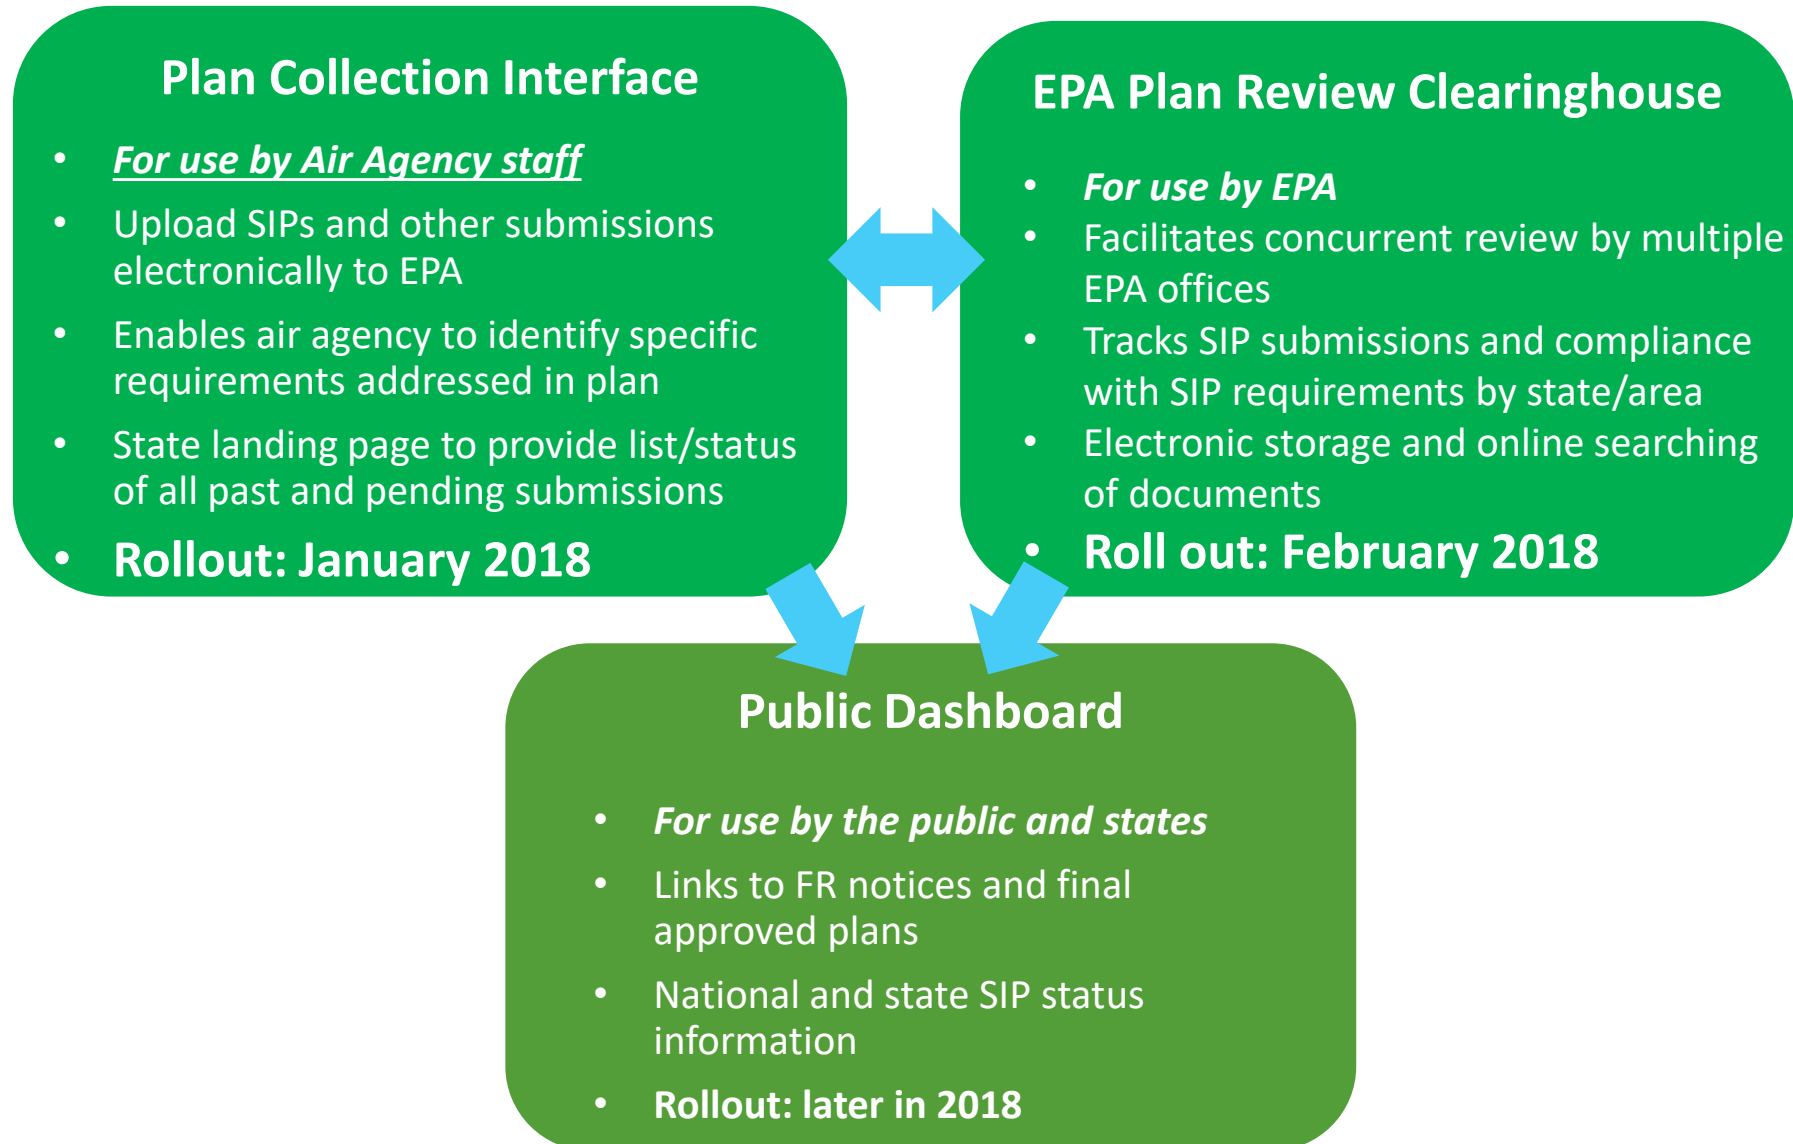 Plan Collection Interface
• For use by Air Agency staff
• Upload SIPs and other submissions
electronically to EPA
• Enables air agency to identify specific
requirements addressed in plan
• State landing page to provide list/status
of all past and pending submissions
• Rollout: January 2018
EPA Plan Review Clearinghouse
• For use by EPA
• Facilitates concurrent review by multiple
EPA offices
• Tracks SIP submissions and compliance
with SIP requirements by state/area
• Electronic storage and online searching
of documents
• Roll out: February 2018
Public Dashboard
• For use by the public and states
• Links to FR notices and final
approved plans
• National and state SIP status
information
• Rollout: later in 2018